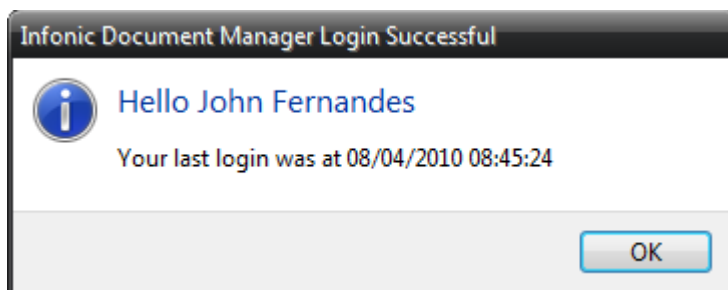 Infonic Document Manager Login Successful
Hello John Fernandes
Your last login was at 08/04/2010 08:45:24
OK